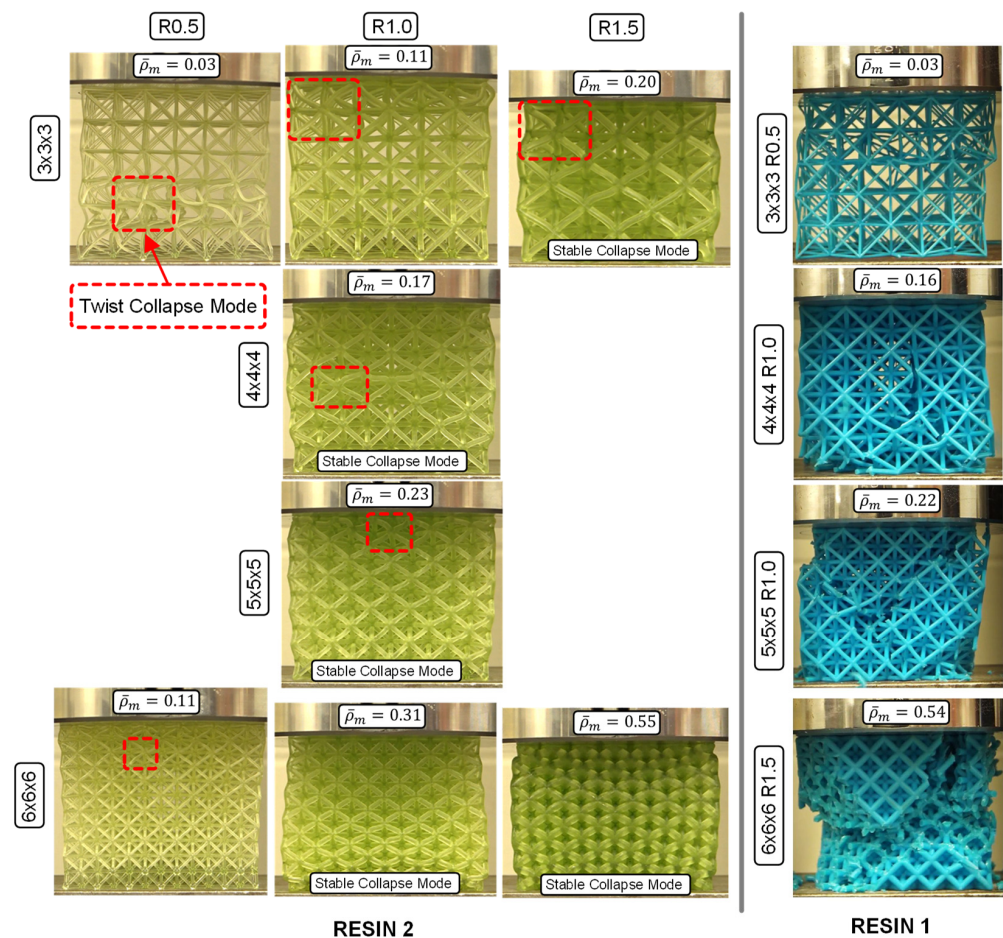 R0.5
R1.0
R1.5
3x3x3
ρ̄ₘ = 0.03
ρ̄ₘ = 0.11
ρ̄ₘ = 0.20
Stable Collapse Mode
Twist Collapse Mode
4x4x4
ρ̄ₘ = 0.17
Stable Collapse Mode
5x5x5
ρ̄ₘ = 0.23
Stable Collapse Mode
6x6x6
ρ̄ₘ = 0.11
ρ̄ₘ = 0.31
Stable Collapse Mode
ρ̄ₘ = 0.55
Stable Collapse Mode
RESIN 2
3x3x3 R0.5
ρ̄ₘ = 0.03
4x4x4 R1.0
ρ̄ₘ = 0.16
5x5x5 R1.0
ρ̄ₘ = 0.22
6x6x6 R1.5
ρ̄ₘ = 0.54
RESIN 1